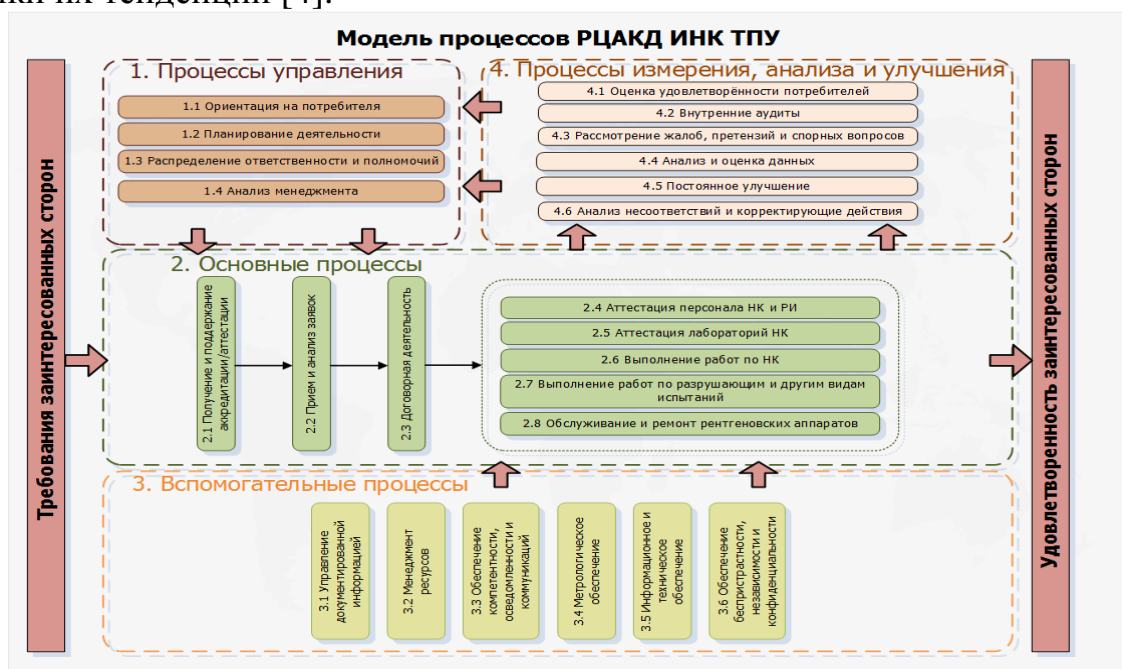 ки их тенденции [4].
Модель процессов РЦАКД ИНК ТПУ
Требования заинтересованных сторон
1. Процессы управления
1.1 Ориентация на потребителя
1.2 Планирование деятельности
1.3 Распределение ответственности и полномочий
1.4 Анализ менеджмента
4. Процессы измерения, анализа и улучшения
4.1 Оценка удовлетворённости потребителей
4.2 Внутренние аудиты
4.3 Рассмотрение жалоб, претензий и спорных вопросов
4.4 Анализ и оценка данных
4.5 Постоянное улучшение
4.6 Анализ несоответствий и корректирующие действия
2. Основные процессы
2.1 Получение и поддержание
аккредитации/аттестации
2.2 Прием и анализ заявок
2.3 Договорная деятельность
2.4 Аттестация персонала НК и РИ
2.5 Аттестация лабораторий НК
2.6 Выполнение работ по НК
2.7 Выполнение работ по разрушающим и другим видам
испытаний
2.8 Обслуживание и ремонт рентгеновских аппаратов
3. Вспомогательные процессы
3.1 Управление
документированной
информацией
3.2 Менеджмент
ресурсов
3.3 Обеспечение
компетентности,
осведомленности и
коммуникаций
3.4 Метрологическое
обеспечение
3.5 Информационное и
техническое
обеспечение
3.6 Обеспечение
беспристрастности,
независимости и
конфиденциальности
Удовлетворенность заинтересованных сторон